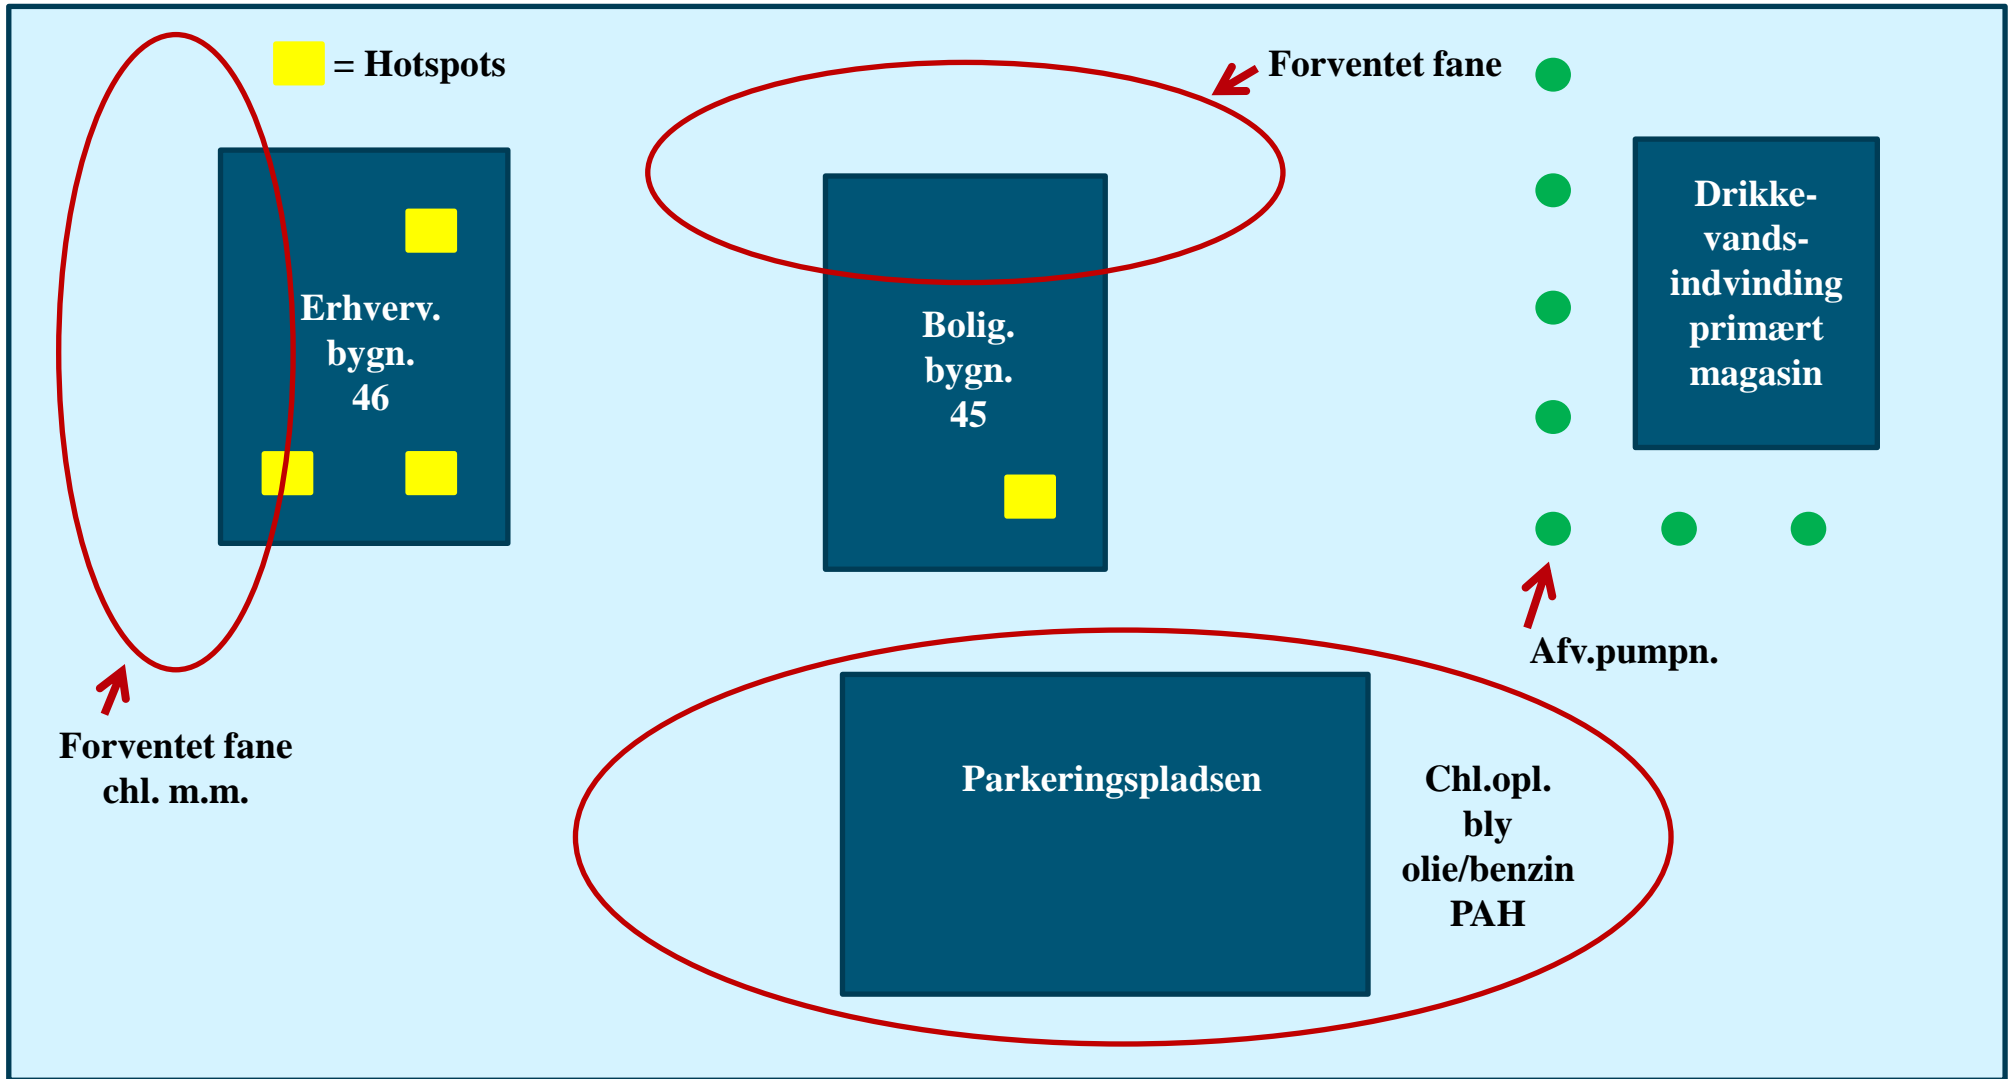 = Hotspots
Forventet fane
Drikke-
vands-
indvinding
primært
magasin
Erhverv.
bygn.
46
Bolig.
bygn.
45
Afv.pumpn.
Forventet fane
chl. m.m.
Parkeringspladsen
Chl.opl.
bly
olie/benzin
PAH